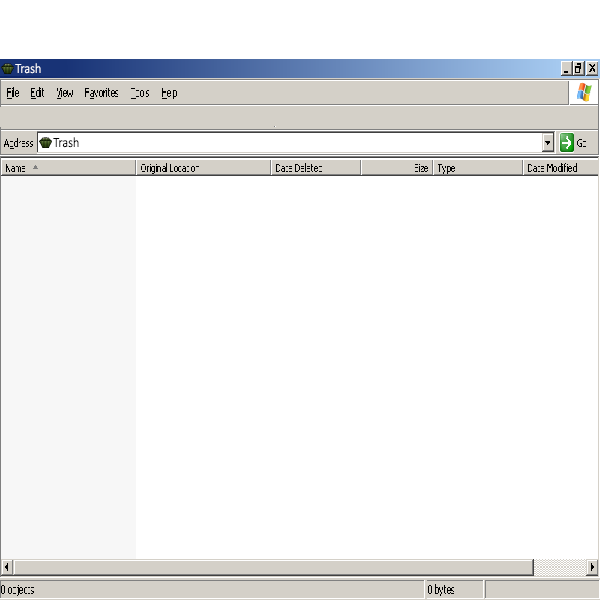 Trash
File Edit View Favorites Tools Help
Address Trash Go
Name Original Location Date Deleted Size Type Date Modified
0 objects 0 bytes